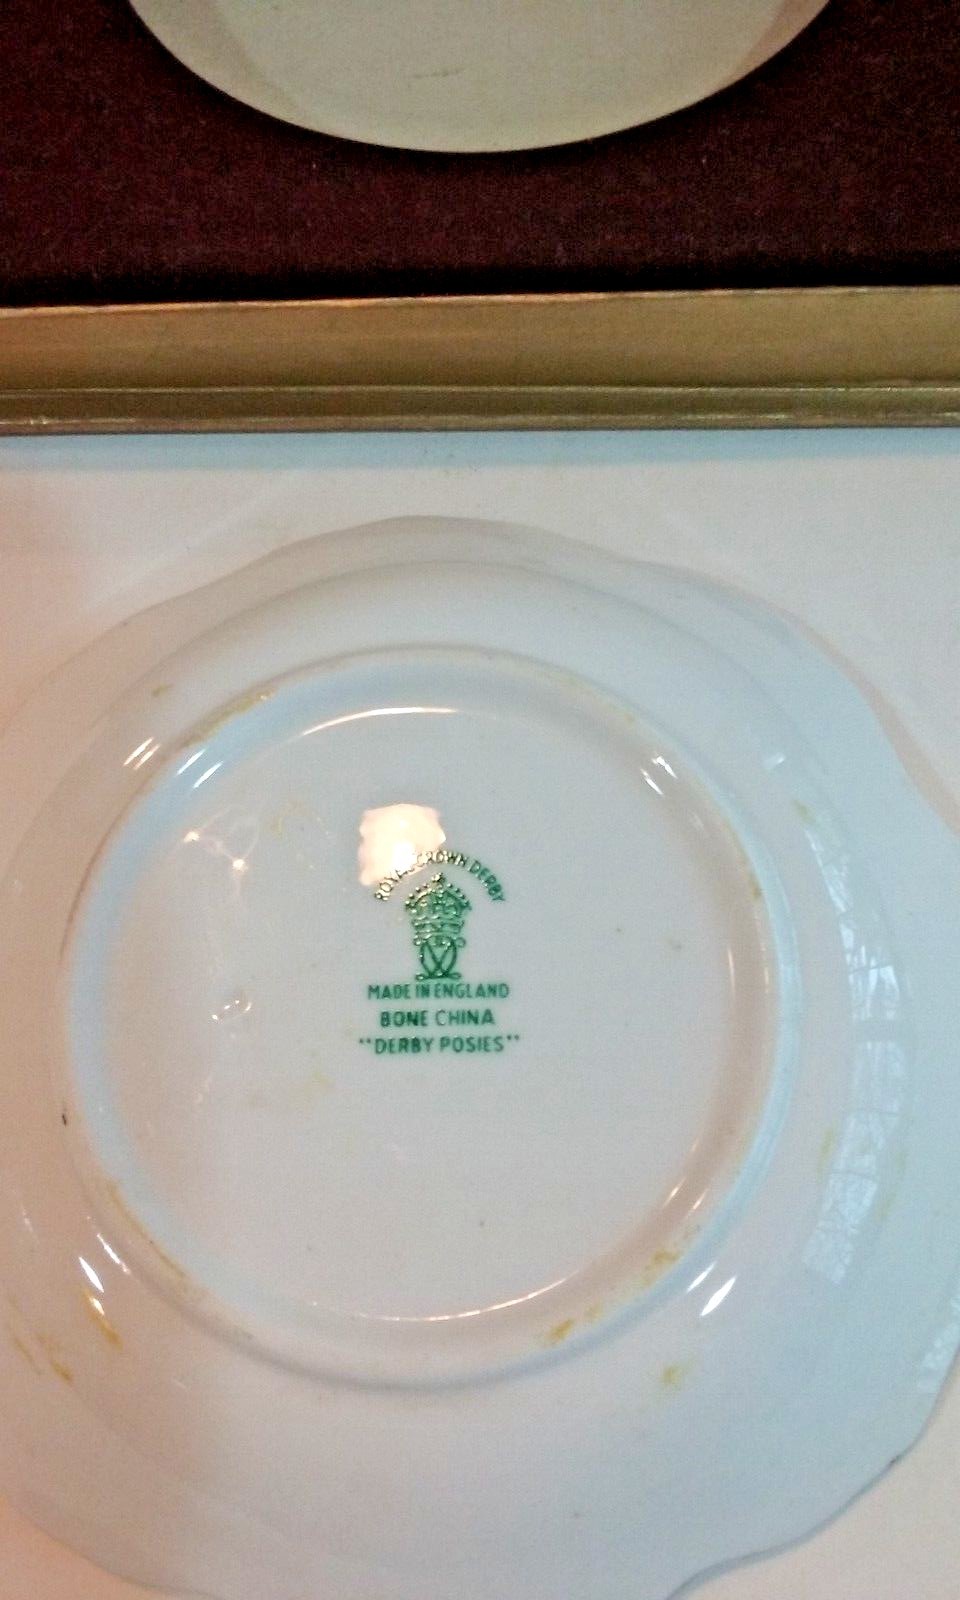 ROYAL CROWN DERBY
MADE IN ENGLAND
BONE CHINA
"DERBY POSIES"